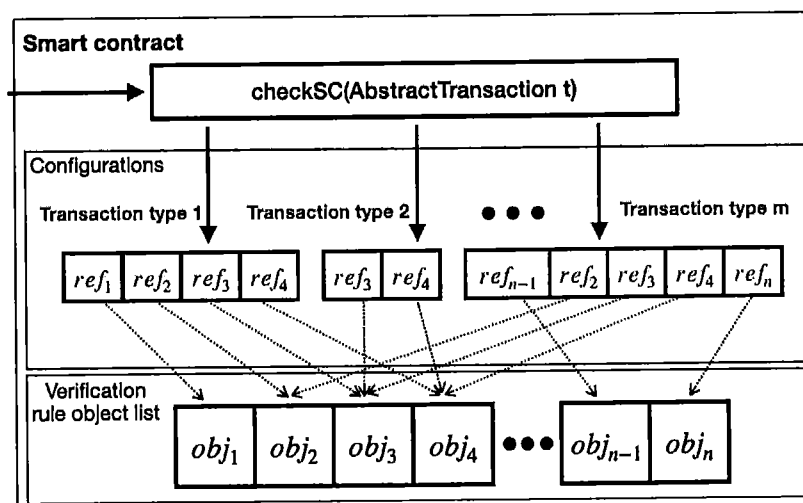 Smart contract
checkSC(AbstractTransaction t)
Configurations
Transaction type 1 Transaction type 2 ••• Transaction type m
ref₁ ref₂ ref₃ ref₄ ref₃ ref₄ refₙ₋₁ ref₂ ref₃ ref₄ refₙ
Verification
rule object list
obj₁ obj₂ obj₃ obj₄ ••• objₙ₋₁ objₙ